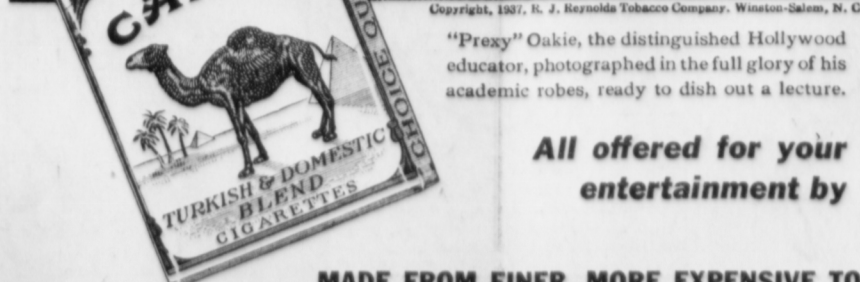 Copyright, 1937, R. J. Reynolds Tobacco Company, Winston-Salem, N. C
"Prexy" Oakie, the distinguished Hollywood
educator, photographed in the full glory of his
academic robes, ready to dish out a lecture.
CHOICE QU
TURKISH & DOMESTIC
BLEND
CIGARETTES
All offered for your
entertainment by
MADE FROM FINER, MORE EXPENSIVE TO